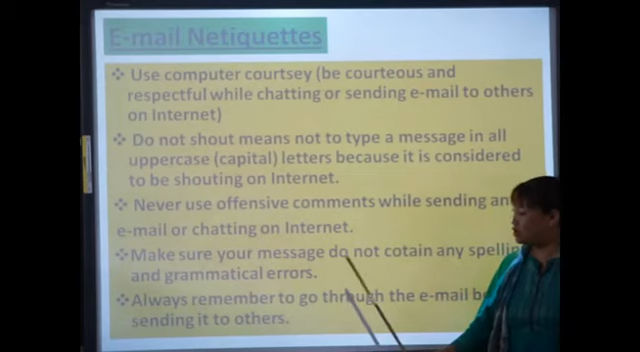 E-mail Netiquettes
❖ Use computer courtsey (be courteous and
respectful while chatting or sending e-mail to others
on Internet)
❖ Do not shout means not to type a message in all
uppercase (capital) letters because it is considered
to be shouting on Internet.
❖ Never use offensive comments while sending an
e-mail or chatting on Internet.
❖ Make sure your message do not cotain any spellin
and grammatical errors.
❖ Always remember to go through the e-mail b
sending it to others.